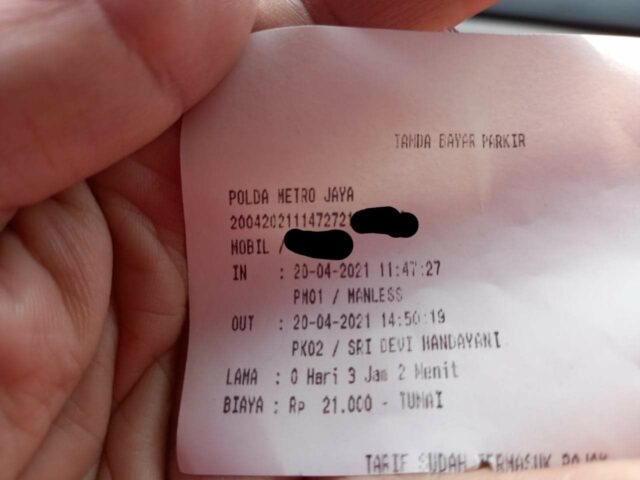 TANDA BAYAR PARKIR
POLDA METRO JAYA
2004202111472721
MOBIL /
IN : 20-04-2021 11:47:27
PM01 / MANLESS
OUT : 20-04-2021 14:50:19
PK02 / SRI DEVI HANDAYANI
LAMA : 0 Hari 3 Jam 2 Menit
BIAYA : Rp 21.000 - TUNAI
TARIF SUDAH TERMASUK PAJAK